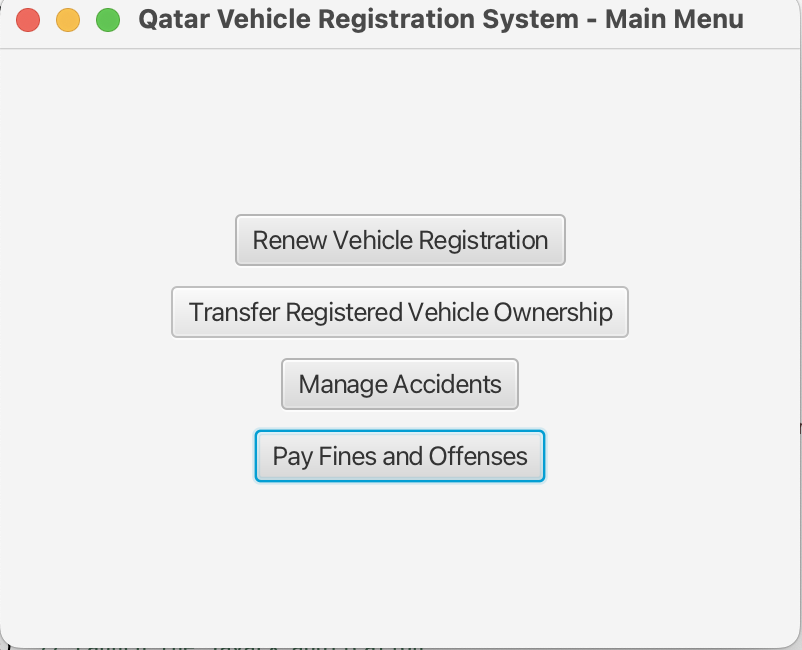 Qatar Vehicle Registration System - Main Menu
Renew Vehicle Registration
Transfer Registered Vehicle Ownership
Manage Accidents
Pay Fines and Offenses